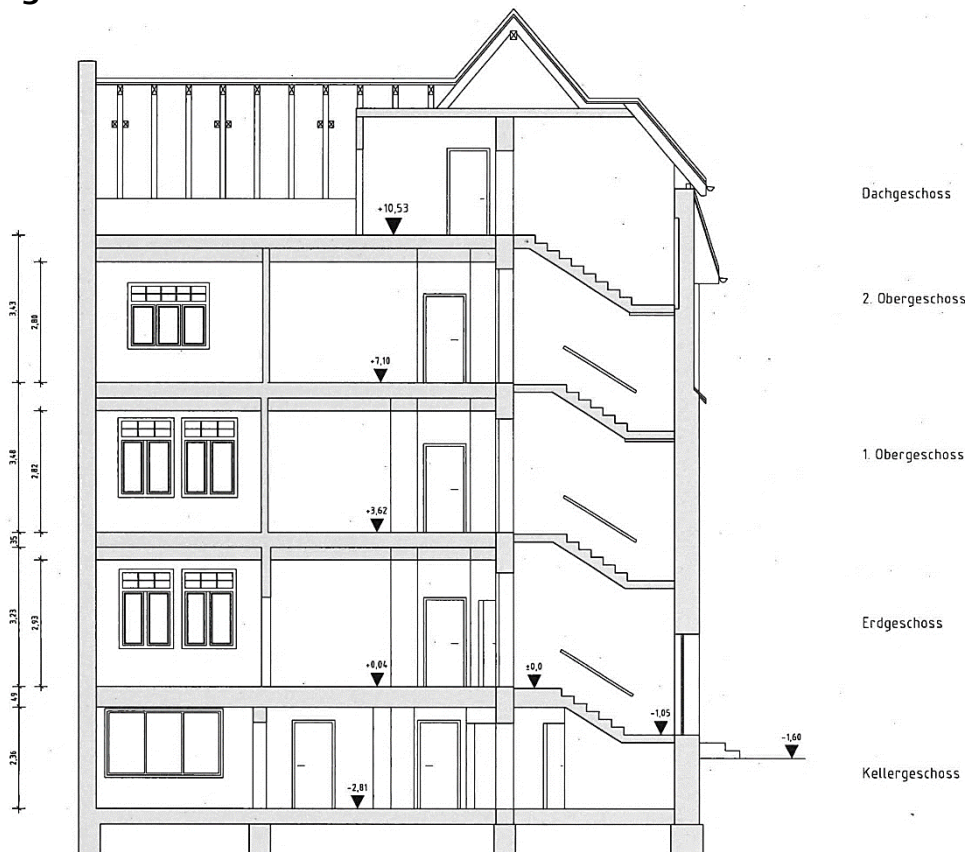 g
Dachgeschoss
+10,53
3,43
2,80
2. Obergeschoss
+7,10
3,48
2,82
1. Obergeschoss
+3,62
35
3,23
2,93
Erdgeschoss
+0,04
±0,0
49
-1,05
-1,60
2,36
-2,81
Kellergeschoss